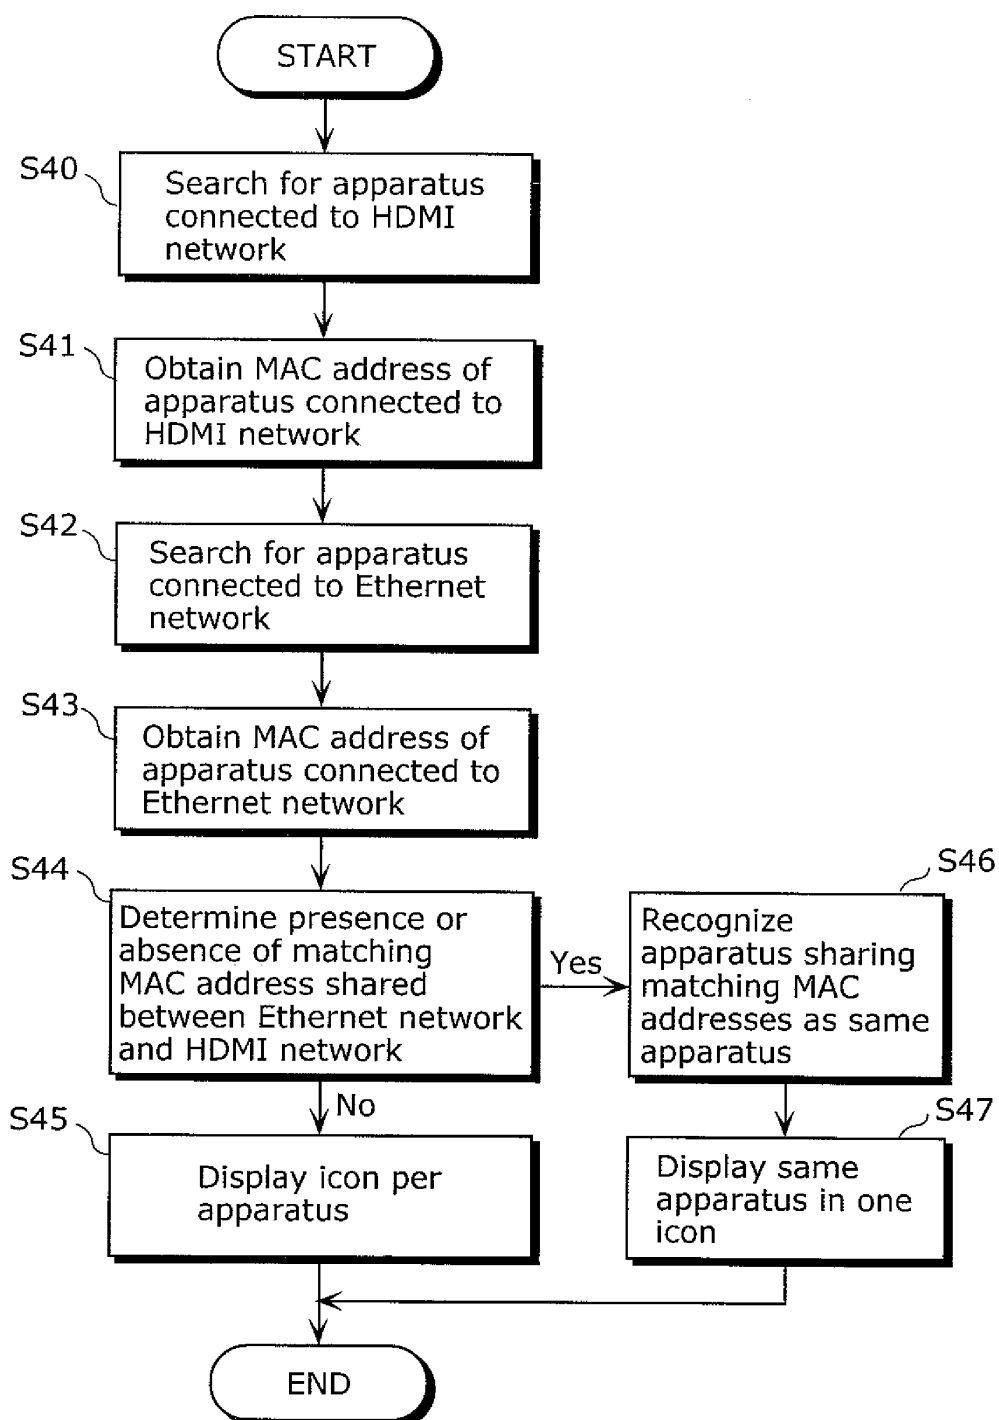 START
S40
Search for apparatus
connected to HDMI
network
S41
Obtain MAC address of
apparatus connected to
HDMI network
S42
Search for apparatus
connected to Ethernet
network
S43
Obtain MAC address of
apparatus connected to
Ethernet network
S44
Determine presence or
absence of matching
MAC address shared
between Ethernet network
and HDMI network
Yes
S46
Recognize
apparatus sharing
matching MAC
addresses as same
apparatus
No
S45
Display icon per
apparatus
S47
Display same
apparatus in one
icon
END